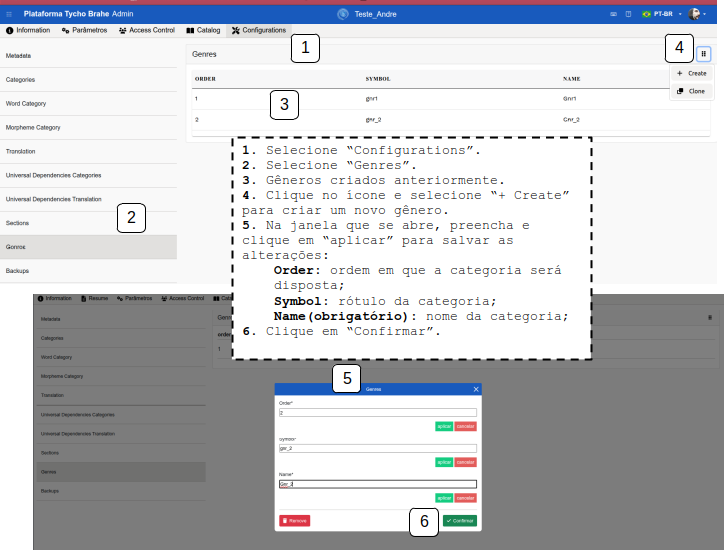 Plataforma Tycho Brahe Admin
Teste_Andre
PT-BR
Information Parâmetros Access Control Catalog Configurations
1
4
Metadata
Genres
Create
Clone
ORDER SYMBOL NAME
Categories
Word Category
1 gnr1 Gnr1
3
2 gnr_2 Gnr_2
Morpheme Category
Translation
Universal Dependencies Categories
Universal Dependencies Translation
Sections
2
Genres
Backups
1. Selecione “Configurations”.
2. Selecione “Genres”.
3. Gêneros criados anteriormente.
4. Clique no ícone e selecione “+ Create”
para criar um novo gênero.
5. Na janela que se abre, preencha e
clique em “aplicar” para salvar as
alterações:
Order: ordem em que a categoria será
disposta;
Symbol: rótulo da categoria;
Name(obrigatório): nome da categoria;
6. Clique em “Confirmar”.
Information Resume Parâmetros Access Control
Metadata
Categories
Word Category
Morpheme Category
Translation
Universal Dependencies Categories
Universal Dependencies Translation
Sections
Genres
Backups
order
1
5
Genres
Order*
2
aplicar cancelar
Symbol*
gnr_2
aplicar cancelar
Name*
Gnr_2
aplicar cancelar
Remove
6
Confirmar